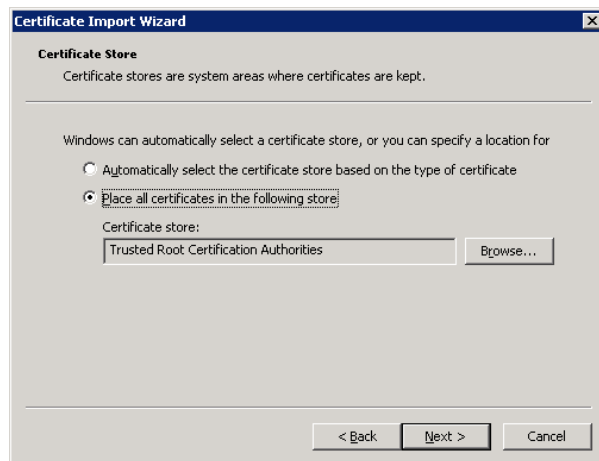 Certificate Import Wizard
Certificate Store
Certificate stores are system areas where certificates are kept.
Windows can automatically select a certificate store, or you can specify a location for
Automatically select the certificate store based on the type of certificate
Place all certificates in the following store
Certificate store:
Trusted Root Certification Authorities
Browse...
< Back
Next >
Cancel